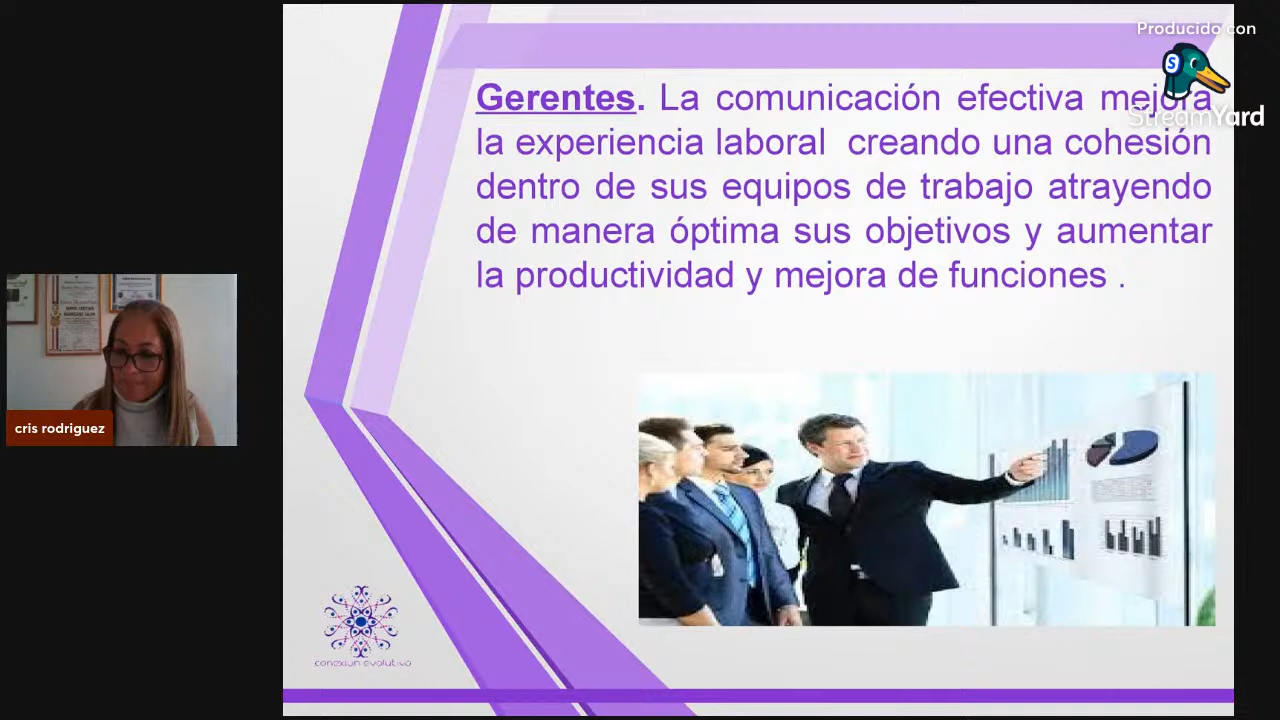 Producido con
StreamYard
Gerentes. La comunicación efectiva mejora
la experiencia laboral creando una cohesión
dentro de sus equipos de trabajo atrayendo
de manera óptima sus objetivos y aumentar
la productividad y mejora de funciones .
cris rodriguez
conexiun evolutiva